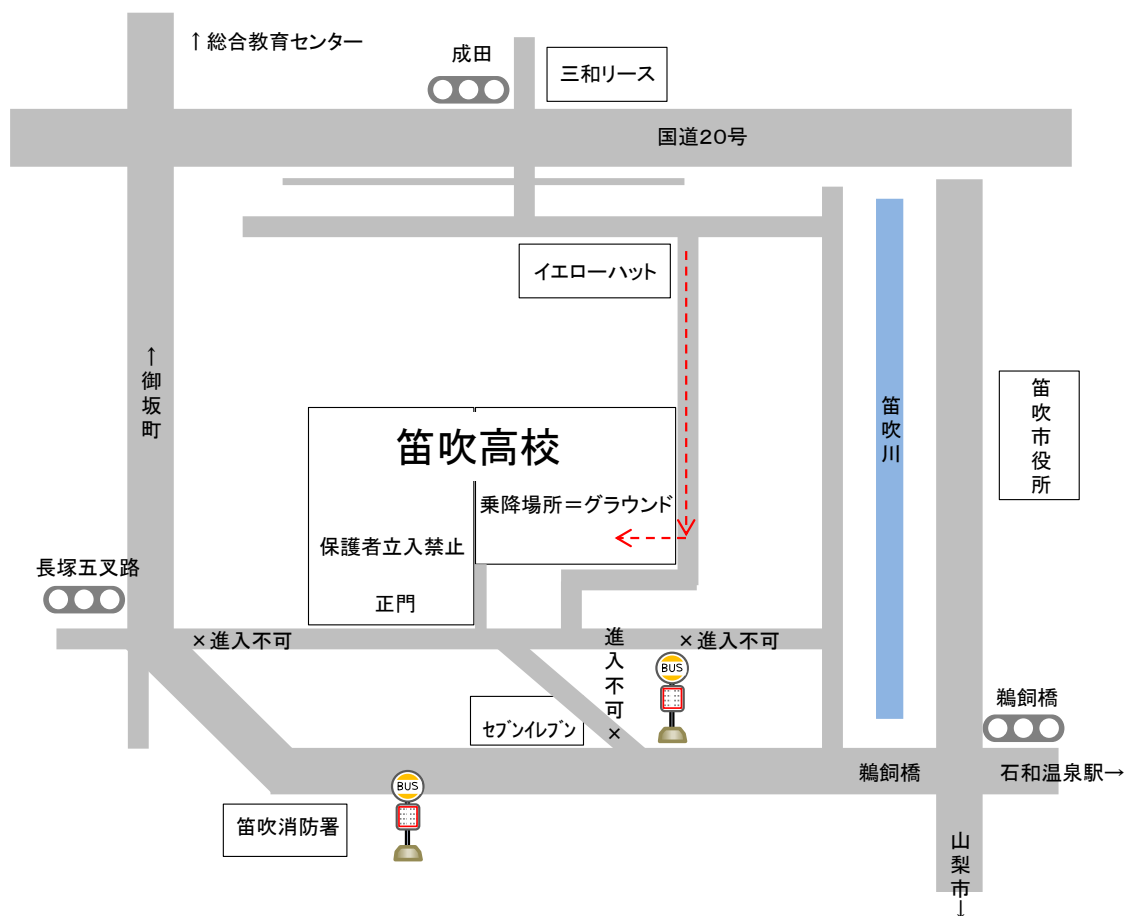 ↑総合教育センター
成田
三和リース
国道20号
イエローハット
←御坂町
笛吹川
笛吹市役所
笛吹高校
乗降場所＝グラウンド
保護者立入禁止
正門
長塚五叉路
×進入不可
進入不可×
×進入不可
BUS
セブンイレブン
鵜飼橋
鵜飼橋
石和温泉駅→
BUS
笛吹消防署
山梨市→